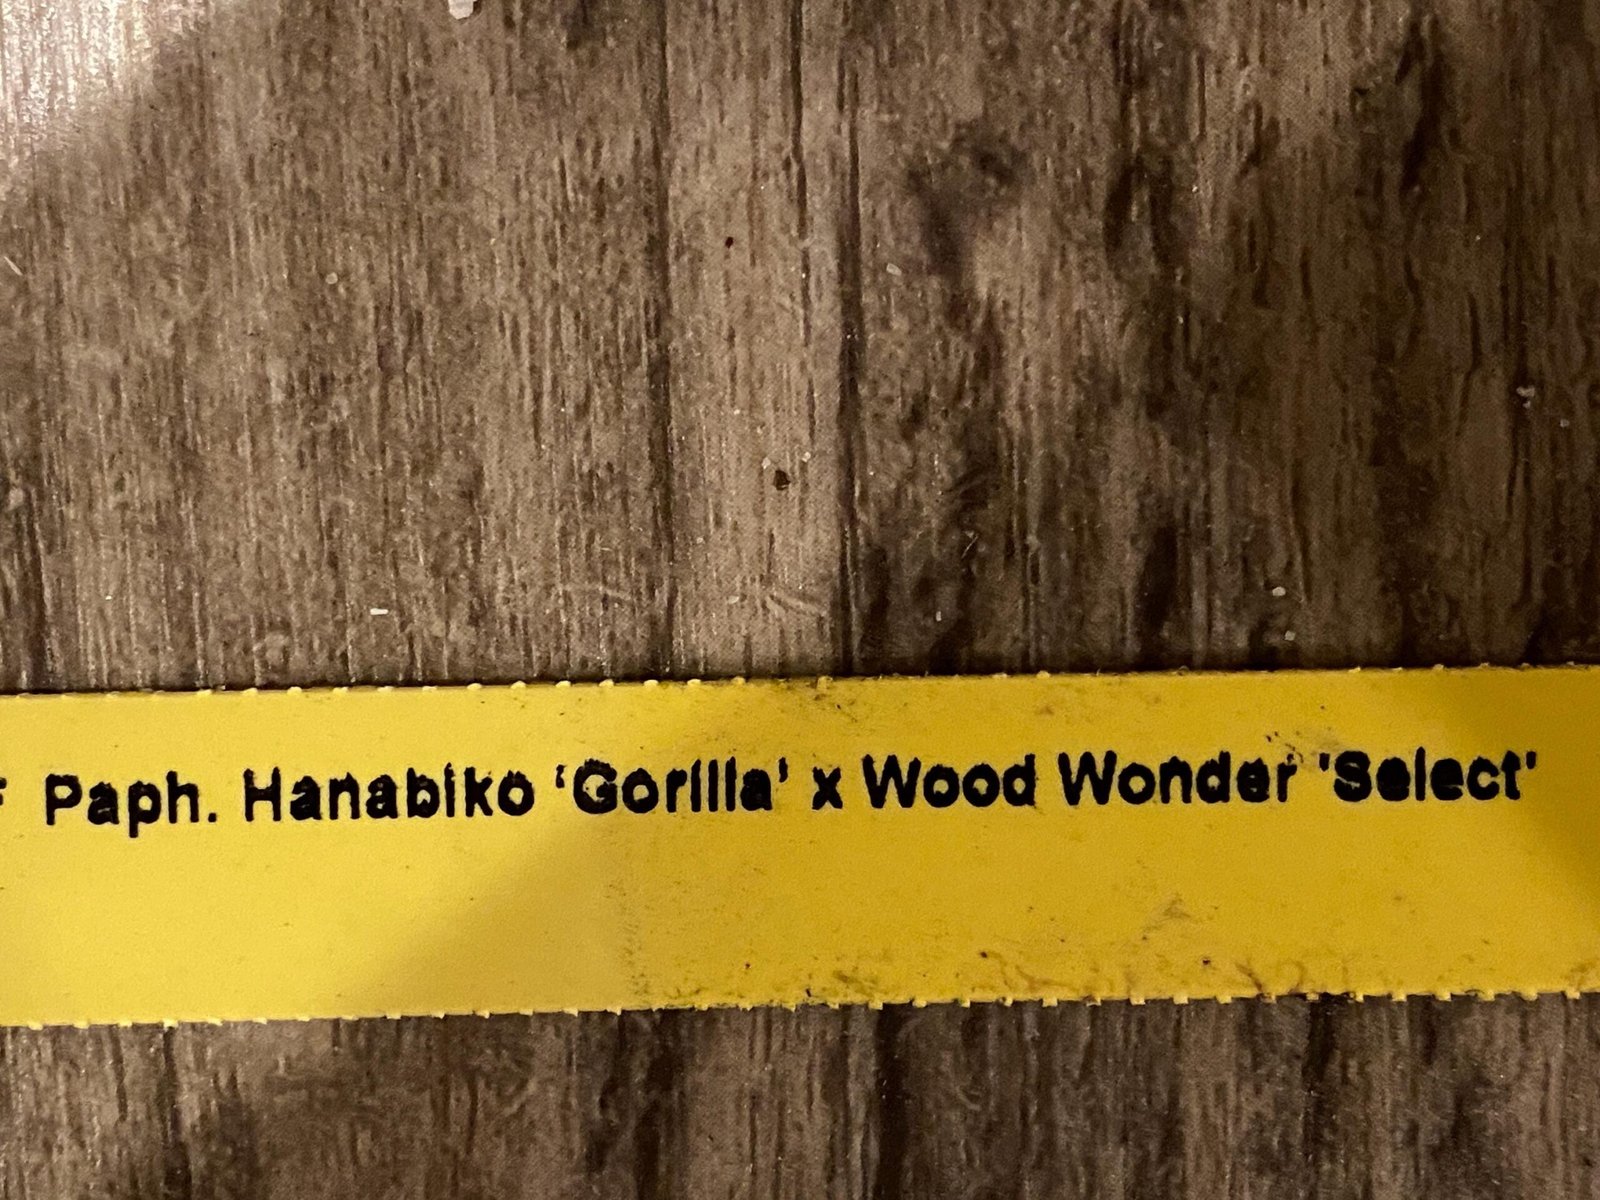 Paph. Hanabiko ‘Gorilla’ x Wood Wonder 'Select'